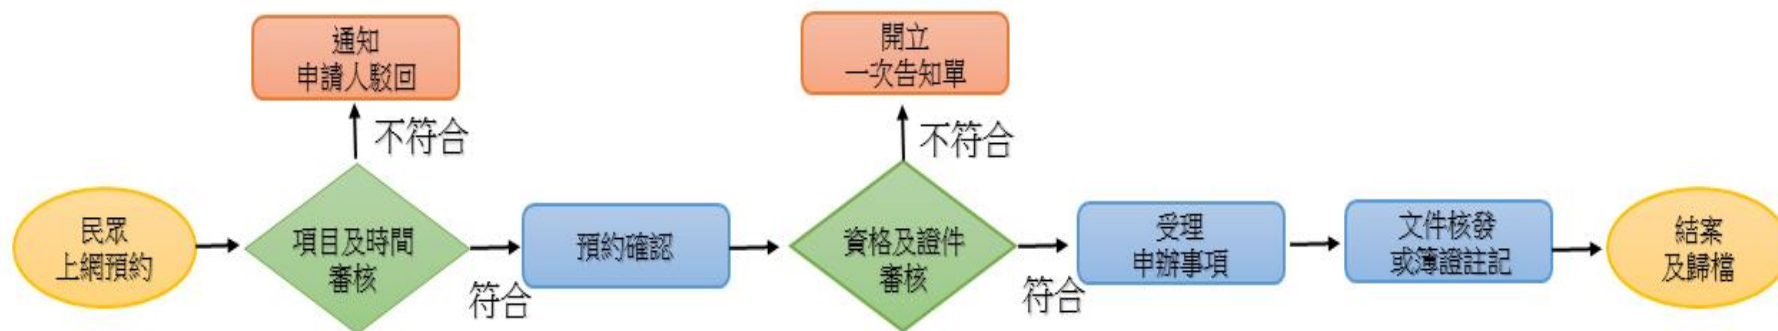 通知
申請人駁回
開立
一次告知單
不符合
不符合
民眾
上網預約
項目及時間
審核
符合
預約確認
資格及證件
審核
符合
受理
申辦事項
文件核發
或簿證註記
結案
及歸檔